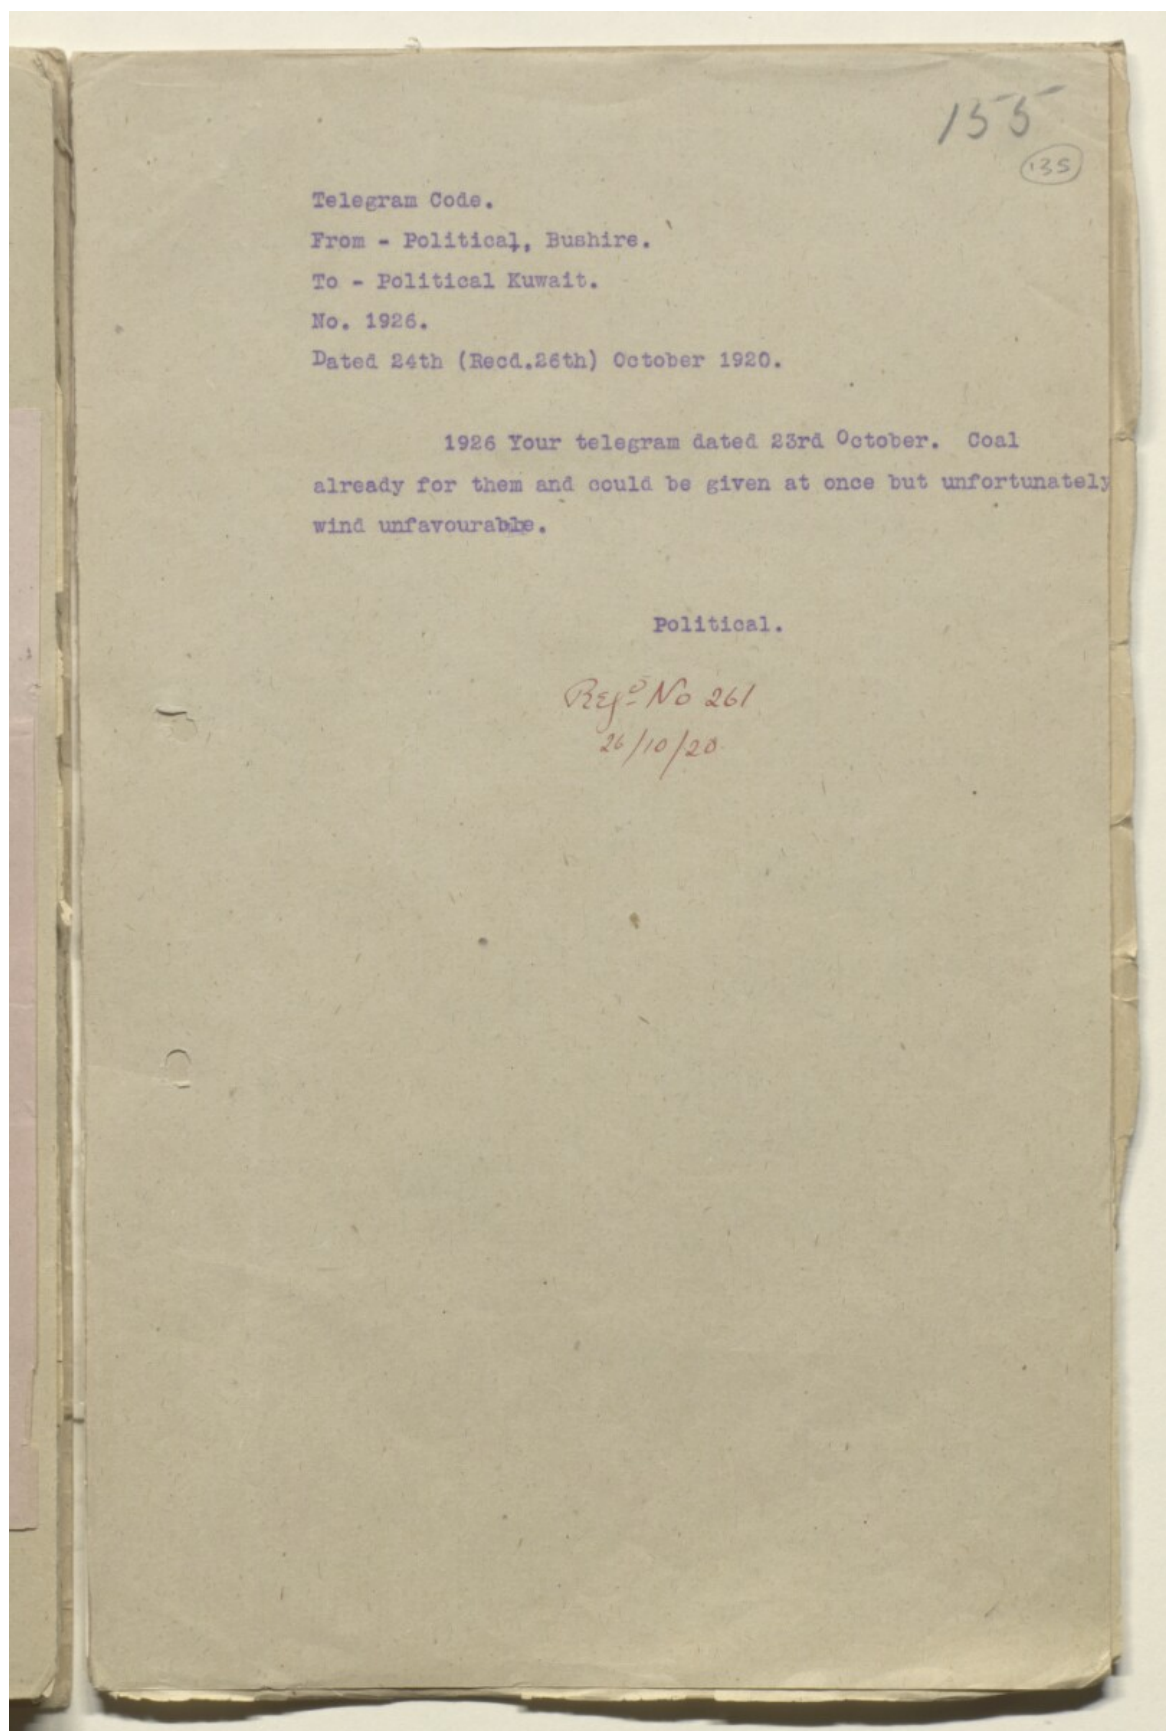 155
135
Telegram Code.
From - Political, Bushire.
To - Political Kuwait.
No. 1926.
Dated 24th (Recd.26th) October 1920.
1926 Your telegram dated 23rd October. Coal
already for them and could be given at once but unfortunately
wind unfavourable.
Political.
Regd No 261
26/10/20